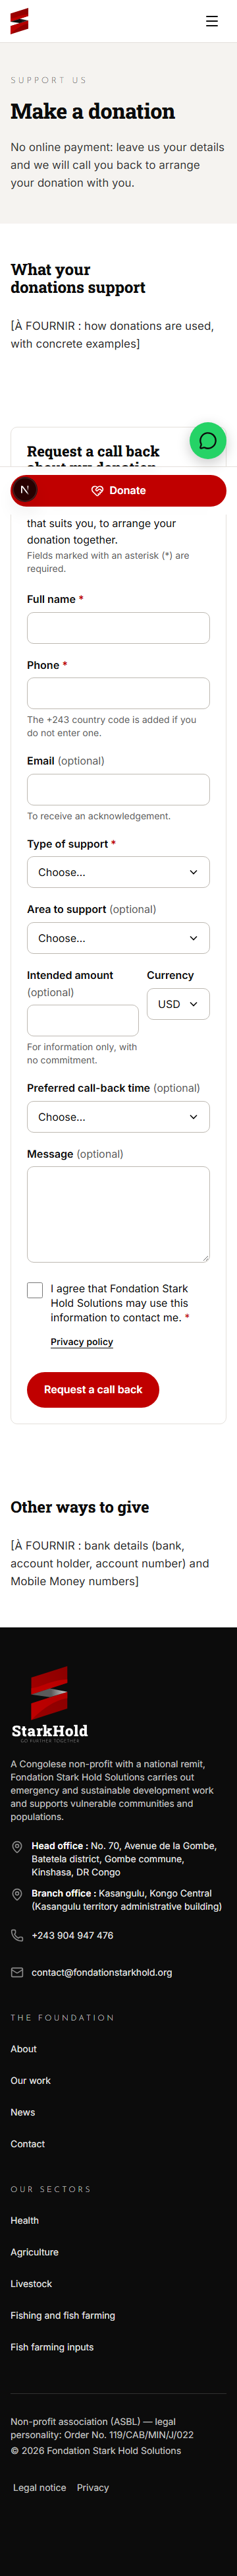 SUPPORT US
Make a donation
No online payment: leave us your details
and we will call you back to arrange
your donation with you.
What your
donations support
[À FOURNIR : how donations are used,
with concrete examples]
Request a call back
Donate
that suits you, to arrange your
donation together.
Fields marked with an asterisk (*) are
required.
Full name *
Phone *
The +243 country code is added if you
do not enter one.
Email (optional)
To receive an acknowledgement.
Type of support *
Choose...
Area to support (optional)
Choose...
Intended amount
(optional)
Currency
USD
For information only, with
no commitment.
Preferred call-back time (optional)
Choose...
Message (optional)
I agree that Fondation Stark
Hold Solutions may use this
information to contact me. *
Privacy policy
Request a call back
Other ways to give
[À FOURNIR : bank details (bank,
account holder, account number) and
Mobile Money numbers]
StarkHold
GO FURTHER TOGETHER
A Congolese non-profit with a national remit,
Fondation Stark Hold Solutions carries out
emergency and sustainable development work
and supports vulnerable communities and
populations.
Head office : No. 70, Avenue de la Gombe,
Batetela district, Gombe commune,
Kinshasa, DR Congo
Branch office : Kasangulu, Kongo Central
(Kasangulu territory administrative building)
+243 904 947 476
contact@fondationstarkhold.org
THE FOUNDATION
About
Our work
News
Contact
OUR SECTORS
Health
Agriculture
Livestock
Fishing and fish farming
Fish farming inputs
Non-profit association (ASBL) — legal
personality: Order No. 119/CAB/MIN/J/022
© 2026 Fondation Stark Hold Solutions
Legal notice Privacy